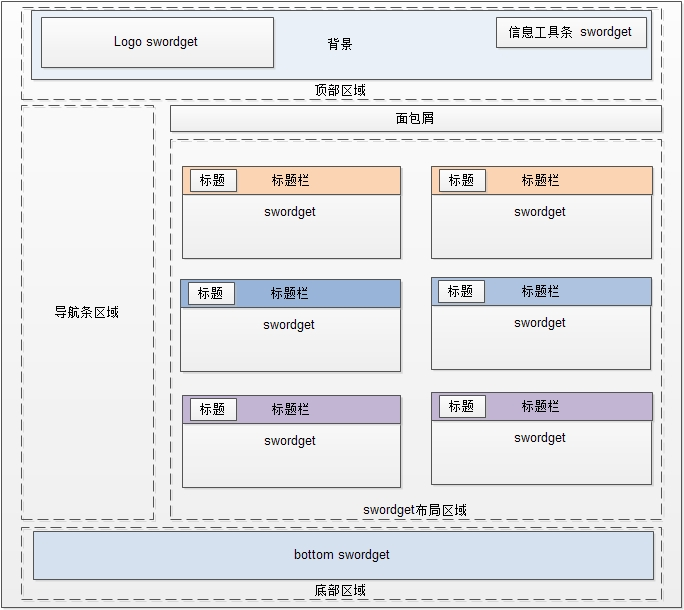 Logo swordget
背景
信息工具条 swordget
顶部区域
导航条区域
面包屑
标题 标题栏
swordget
标题 标题栏
swordget
标题 标题栏
swordget
标题 标题栏
swordget
标题 标题栏
swordget
标题 标题栏
swordget
swordget布局区域
bottom swordget
底部区域